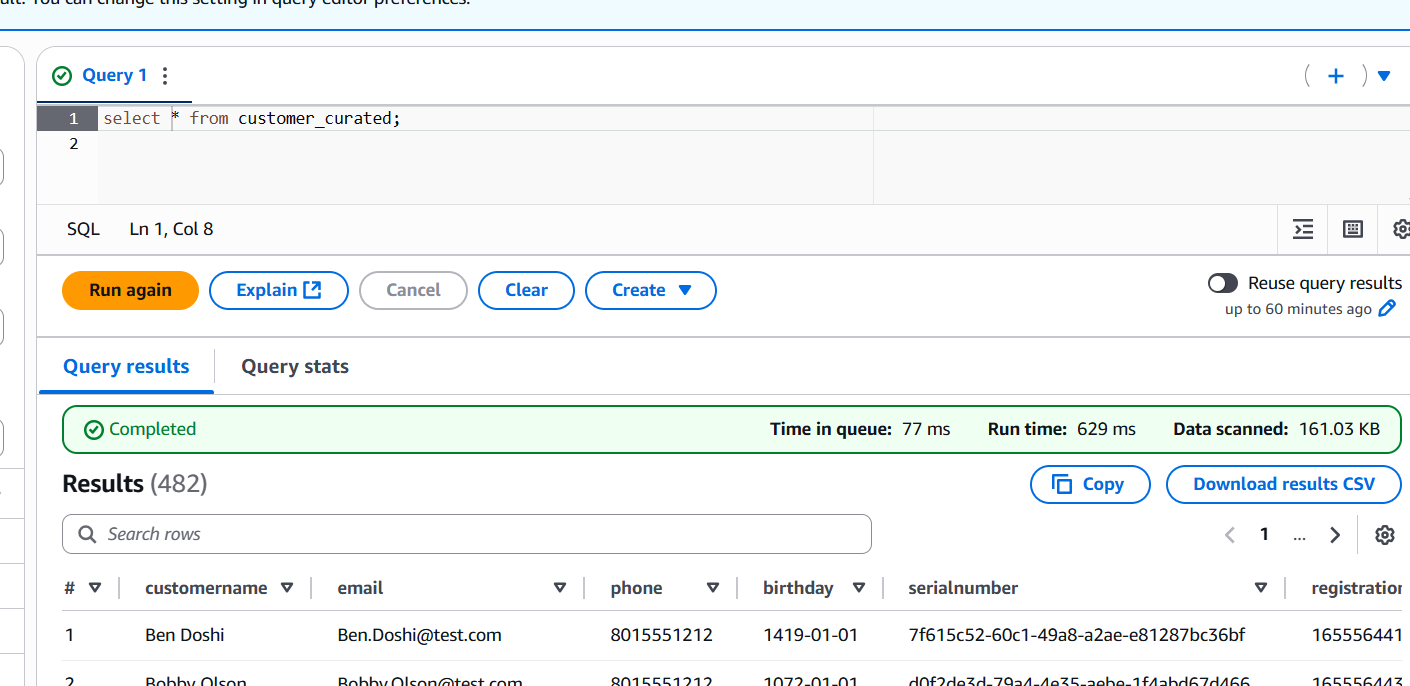 ult. You can change this setting in query editor preferences.
Query 1
1 select * from customer_curated;
2
SQL Ln 1, Col 8
Run again Explain Cancel Clear Create
Reuse query results
up to 60 minutes ago
Query results Query stats
Completed Time in queue: 77 ms Run time: 629 ms Data scanned: 161.03 KB
Results (482) Copy Download results CSV
Search rows 1 ...
# customername email phone birthday serialnumber registration
1 Ben Doshi Ben.Doshi@test.com 8015551212 1419-01-01 7f615c52-60c1-49a8-a2ae-e81287bc36bf 165556441
2 Bobby Olson Bobby.Olson@test.com 8015551212 1072-01-01 d0f2de3d-79a4-4e35-aebe-1f4abd67d466 165556443